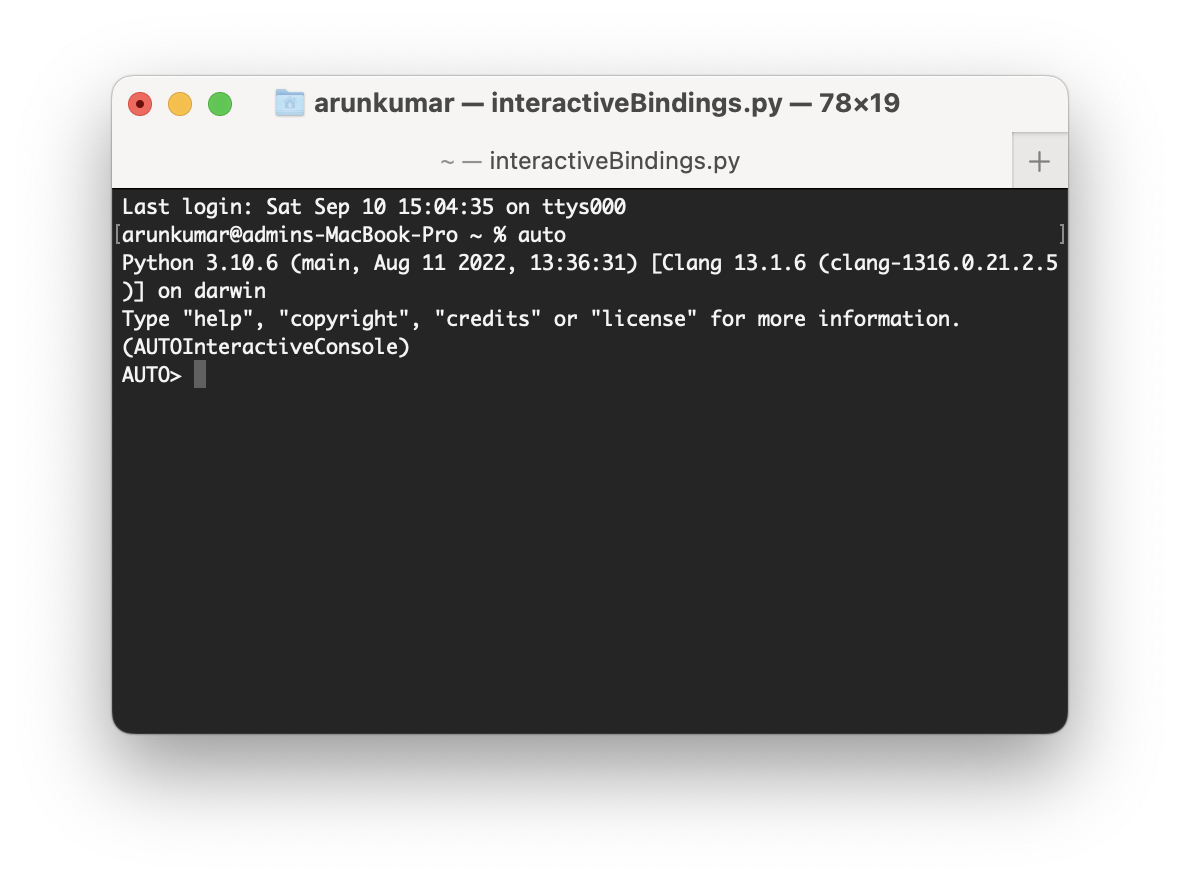 arunkumar — interactiveBindings.py — 78×19
~ — interactiveBindings.py
Last login: Sat Sep 10 15:04:35 on ttys000
[arunkumar@admins-MacBook-Pro ~ % auto ]
Python 3.10.6 (main, Aug 11 2022, 13:36:31) [Clang 13.1.6 (clang-1316.0.21.2.5
)] on darwin
Type "help", "copyright", "credits" or "license" for more information.
(AUTOInteractiveConsole)
AUTO>